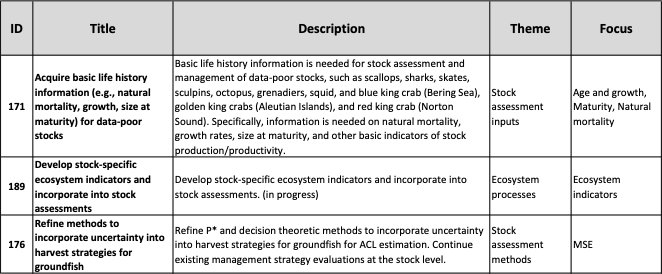 ID Title Description Theme Focus
171
Acquire basic life history
information (e.g., natural
mortality, growth, size at
maturity) for data-poor
stocks
Basic life history information is needed for stock assessment and
management of data-poor stocks, such as scallops, sharks, skates,
sculpins, octopus, grenadiers, squid, and blue king crab (Bering Sea),
golden king crabs (Aleutian Islands), and red king crab (Norton
Sound). Specifically, information is needed on natural mortality,
growth rates, size at maturity, and other basic indicators of stock
production/productivity.
Stock
assessment
inputs
Age and growth,
Maturity, Natural
mortality
189
Develop stock-specific
ecosystem indicators and
incorporate into stock
assessments
Develop stock-specific ecosystem indicators and incorporate into
stock assessments. (in progress)
Ecosystem
processes
Ecosystem
indicators
176
Refine methods to
incorporate uncertainty into
harvest strategies for
groundfish
Refine P* and decision theoretic methods to incorporate uncertainty
into harvest strategies for groundfish for ACL estimation. Continue
existing management strategy evaluations at the stock level.
Stock
assessment
methods
MSE